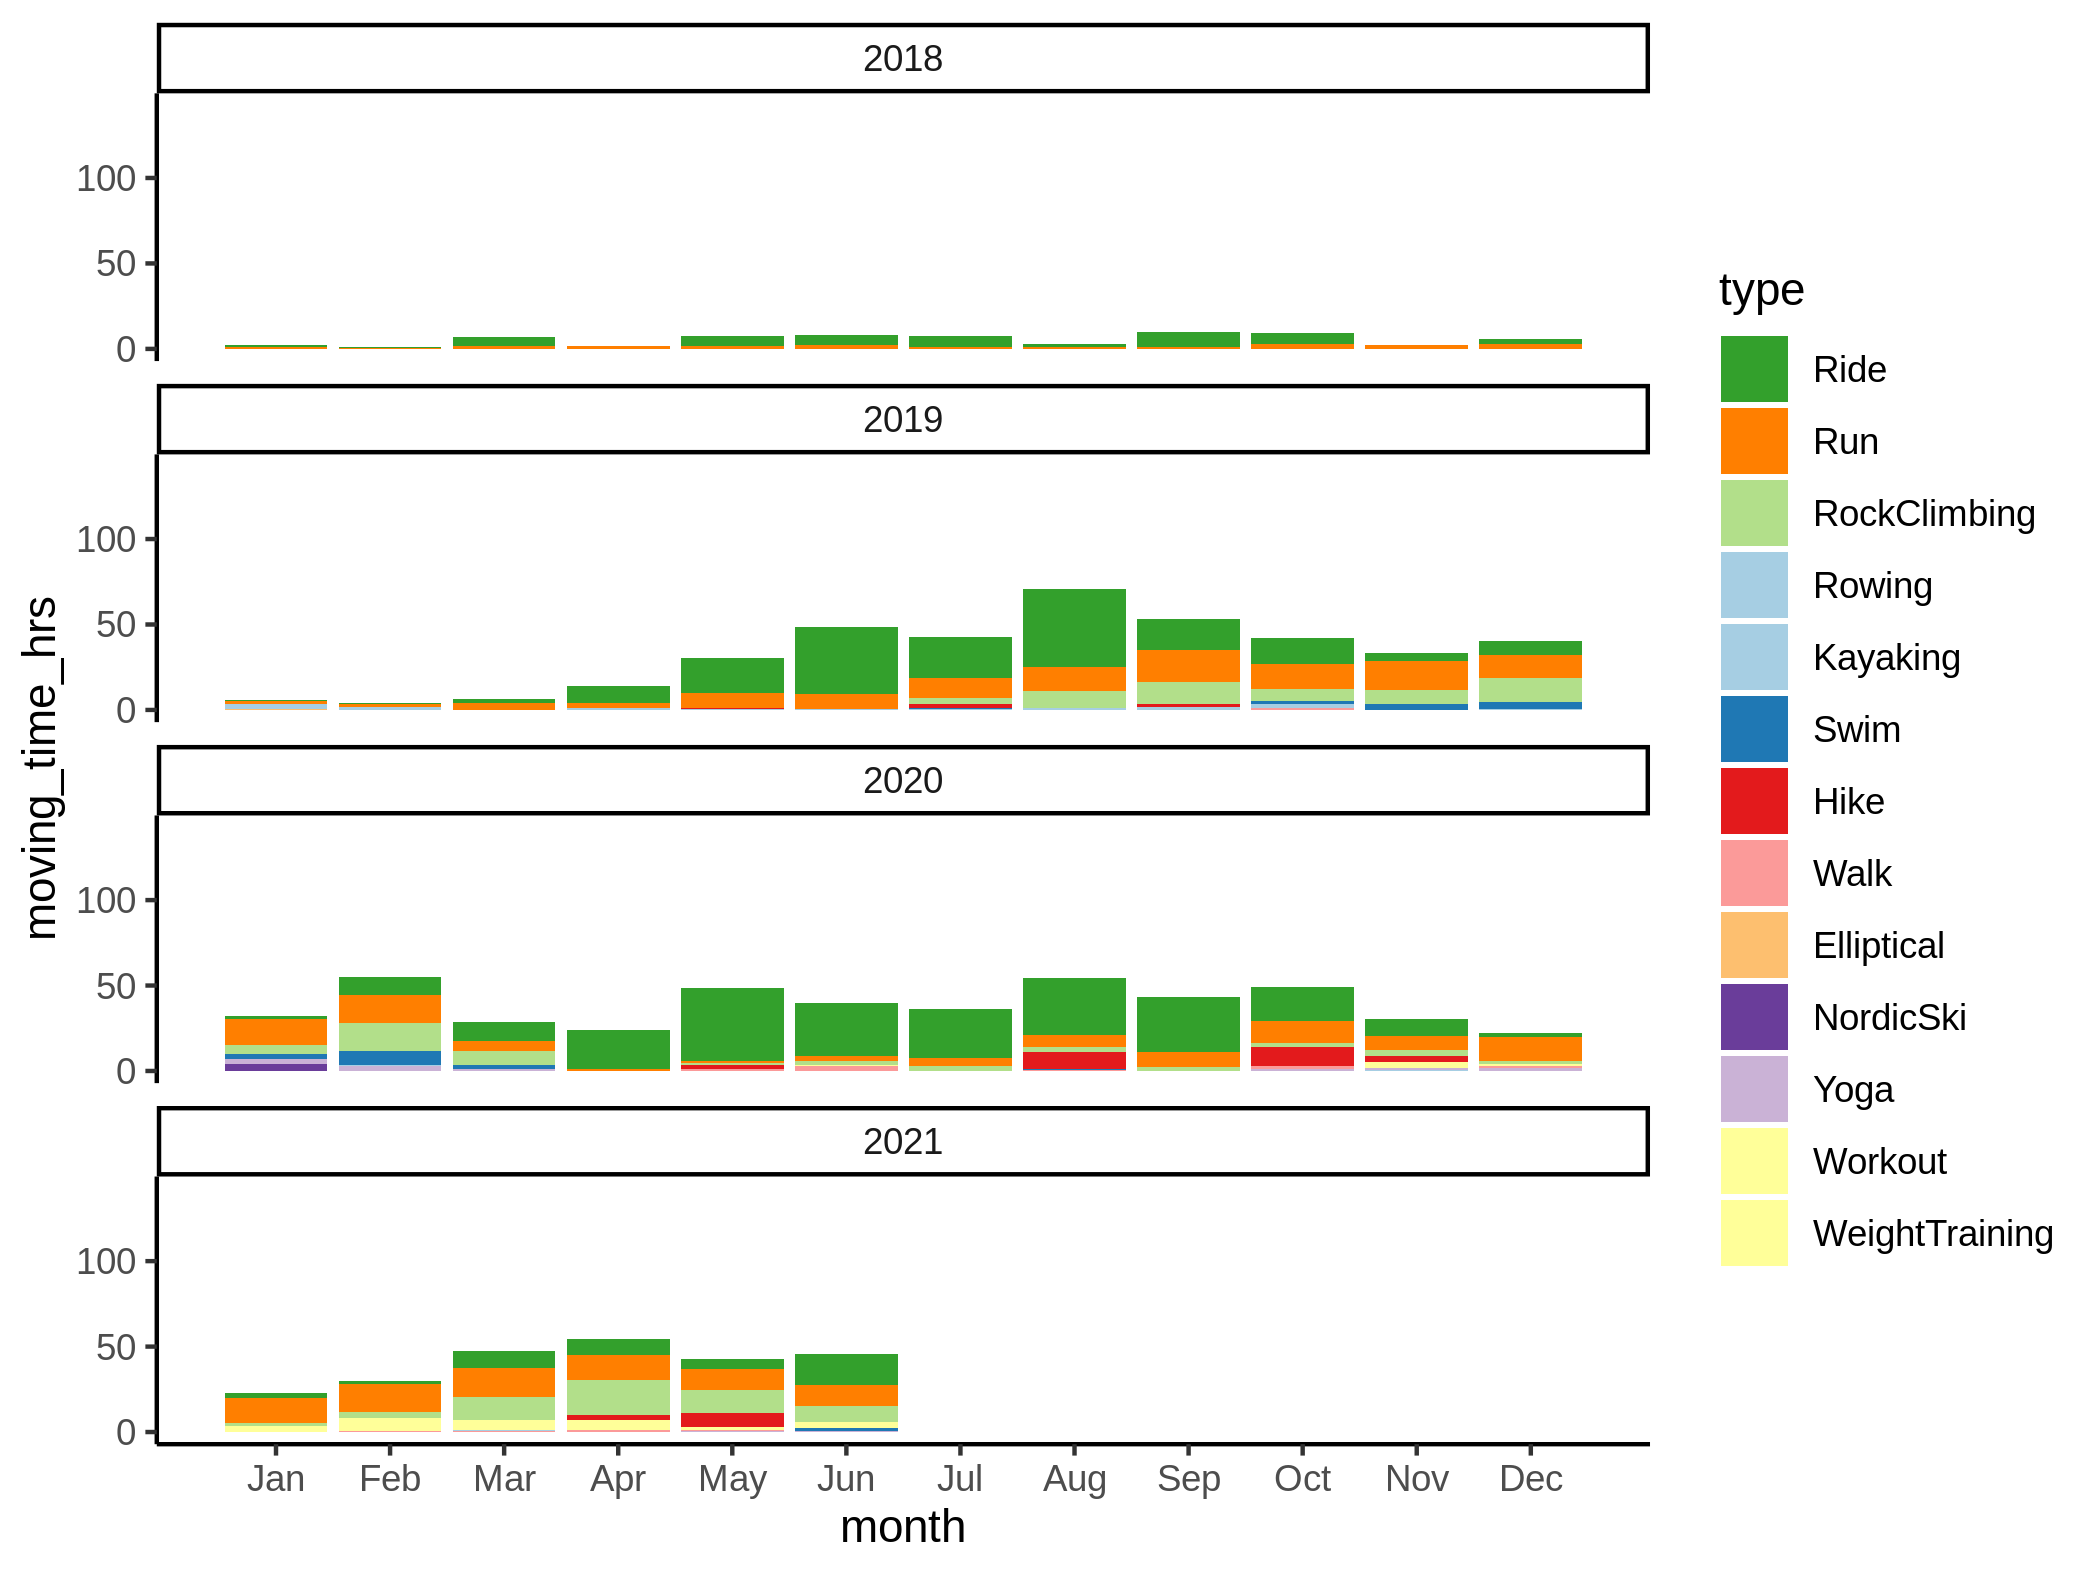 2018
100
50
0
2019
100
50
0
2020
100
50
0
2021
100
50
0
Jan Feb Mar Apr May Jun Jul Aug Sep Oct Nov Dec
month
moving_time_hrs
type
Ride
Run
RockClimbing
Rowing
Kayaking
Swim
Hike
Walk
Elliptical
NordicSki
Yoga
Workout
WeightTraining